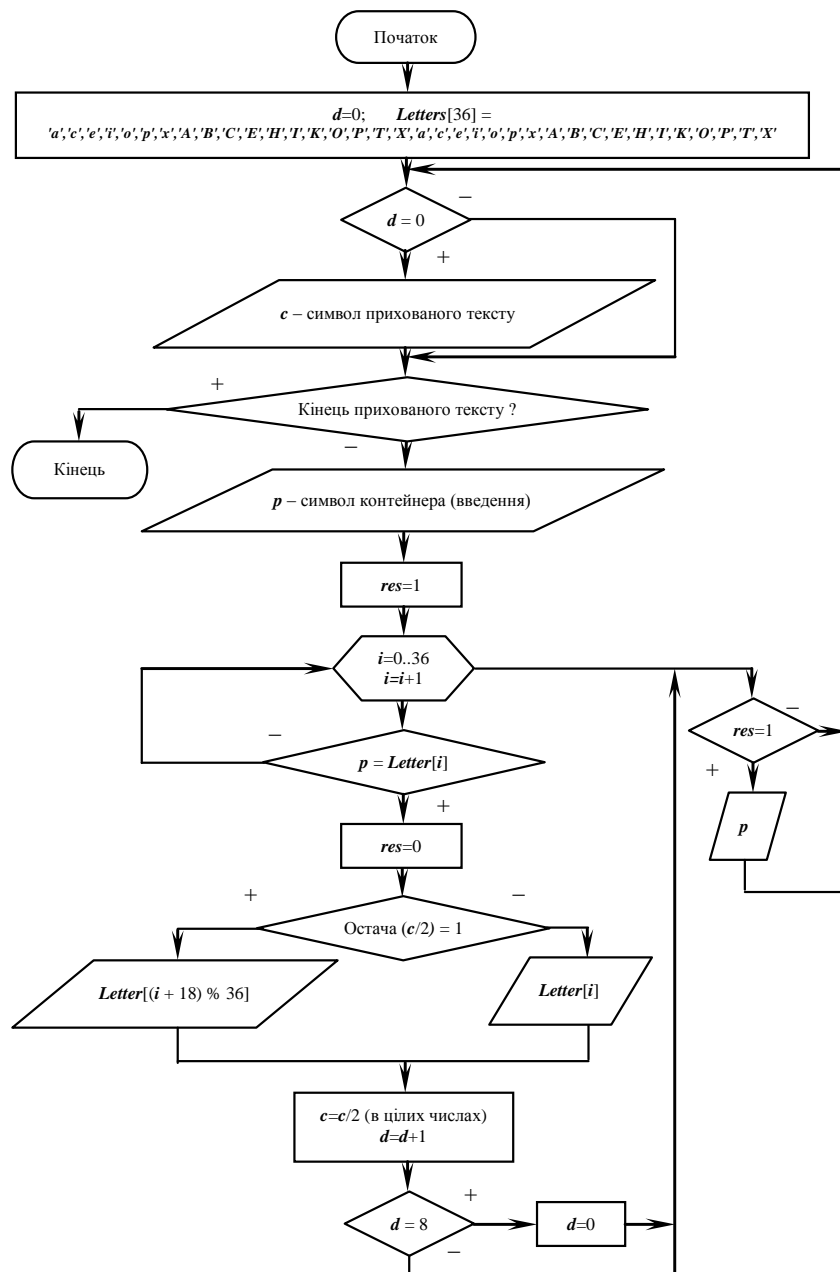 Початок
d=0; Letters[36] =
'a','c','e','i','o','p','x','A','B','C','E','H','I','K','O','P','T','X','a','c','e','i','o','p','x','A','B','C','E','H','I','K','O','P','T','X'
d = 0
–
+
c – символ прихованого тексту
+
Кінець прихованого тексту ?
–
Кінець
p – символ контейнера (введення)
res=1
i=0..36
i=i+1
res=1
–
+
p
–
p = Letter[i]
+
res=0
+
Остача (c/2) = 1
–
Letter[(i + 18) % 36]
Letter[i]
c=c/2 (в цілих числах)
d=d+1
d = 8
+
–
d=0